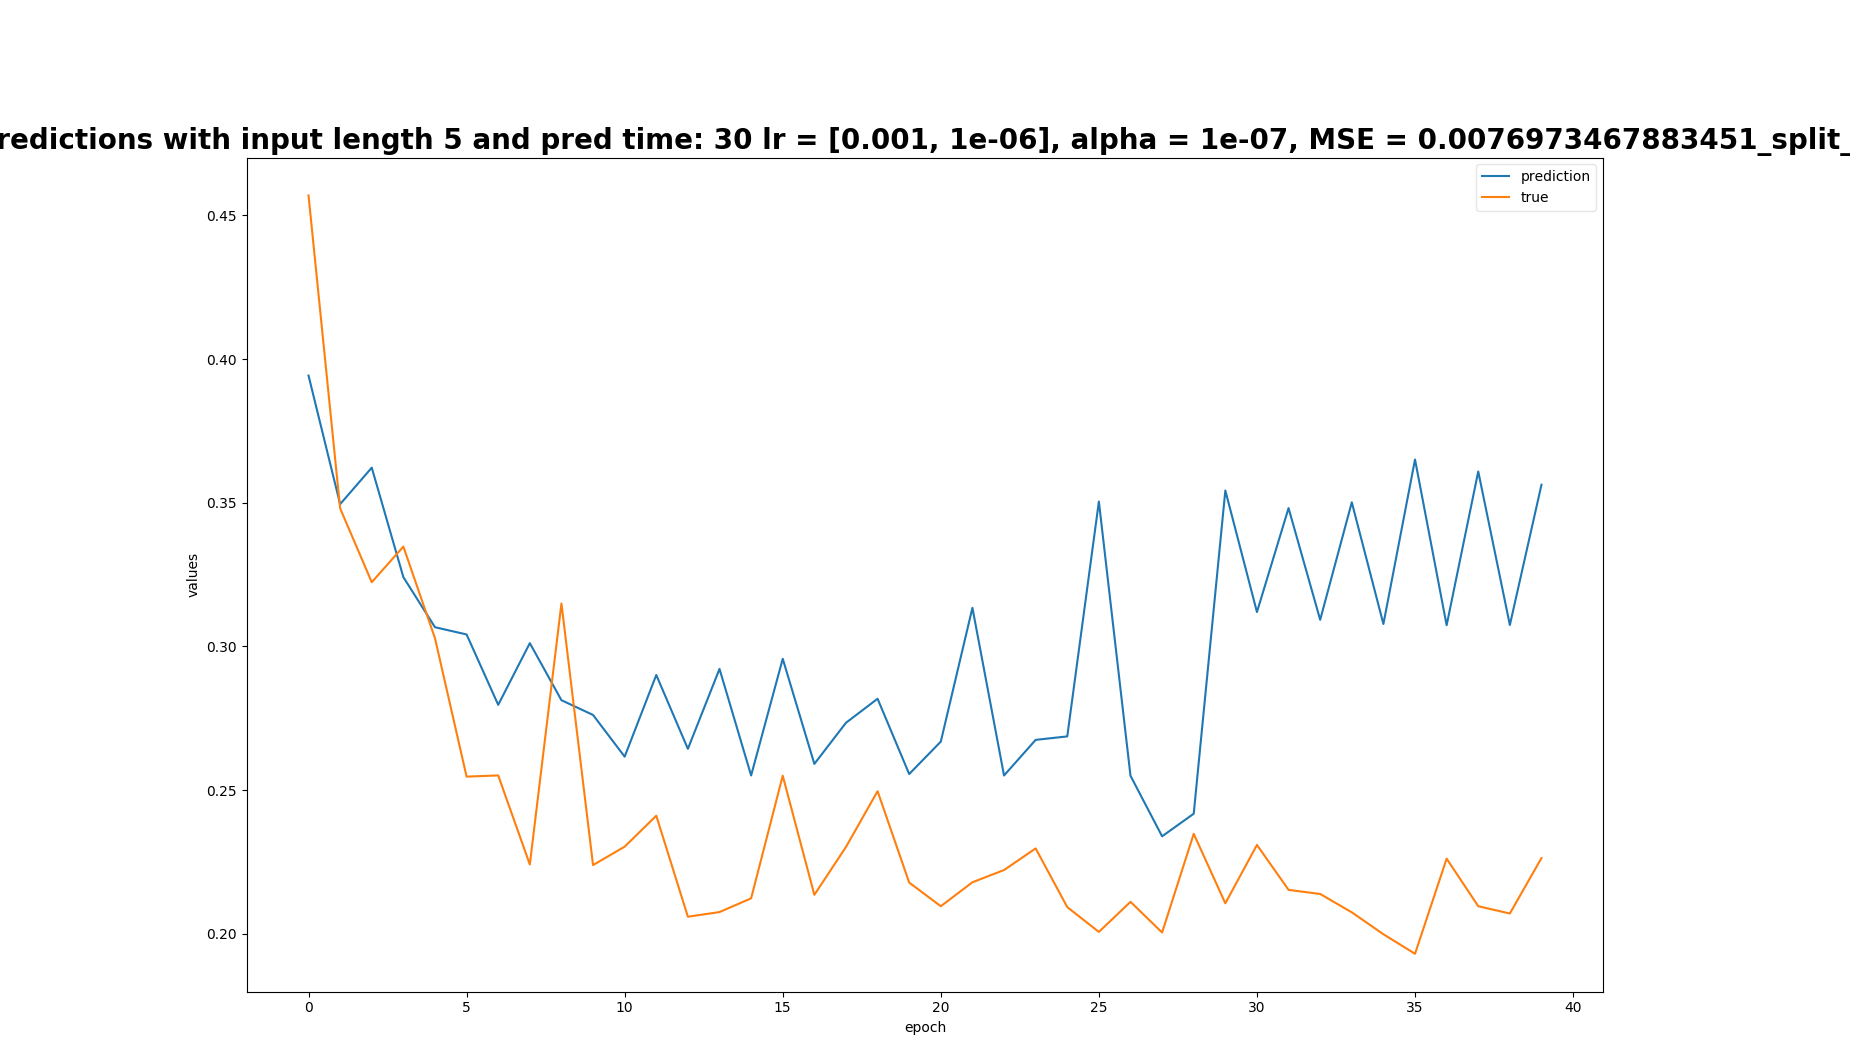 redictions with input length 5 and pred time: 30 lr = [0.001, 1e-06], alpha = 1e-07, MSE = 0.0076973467883451_split_
prediction
true
0.45
0.40
0.35
0.30
0.25
0.20
values
0 5 10 15 20 25 30 35 40
epoch